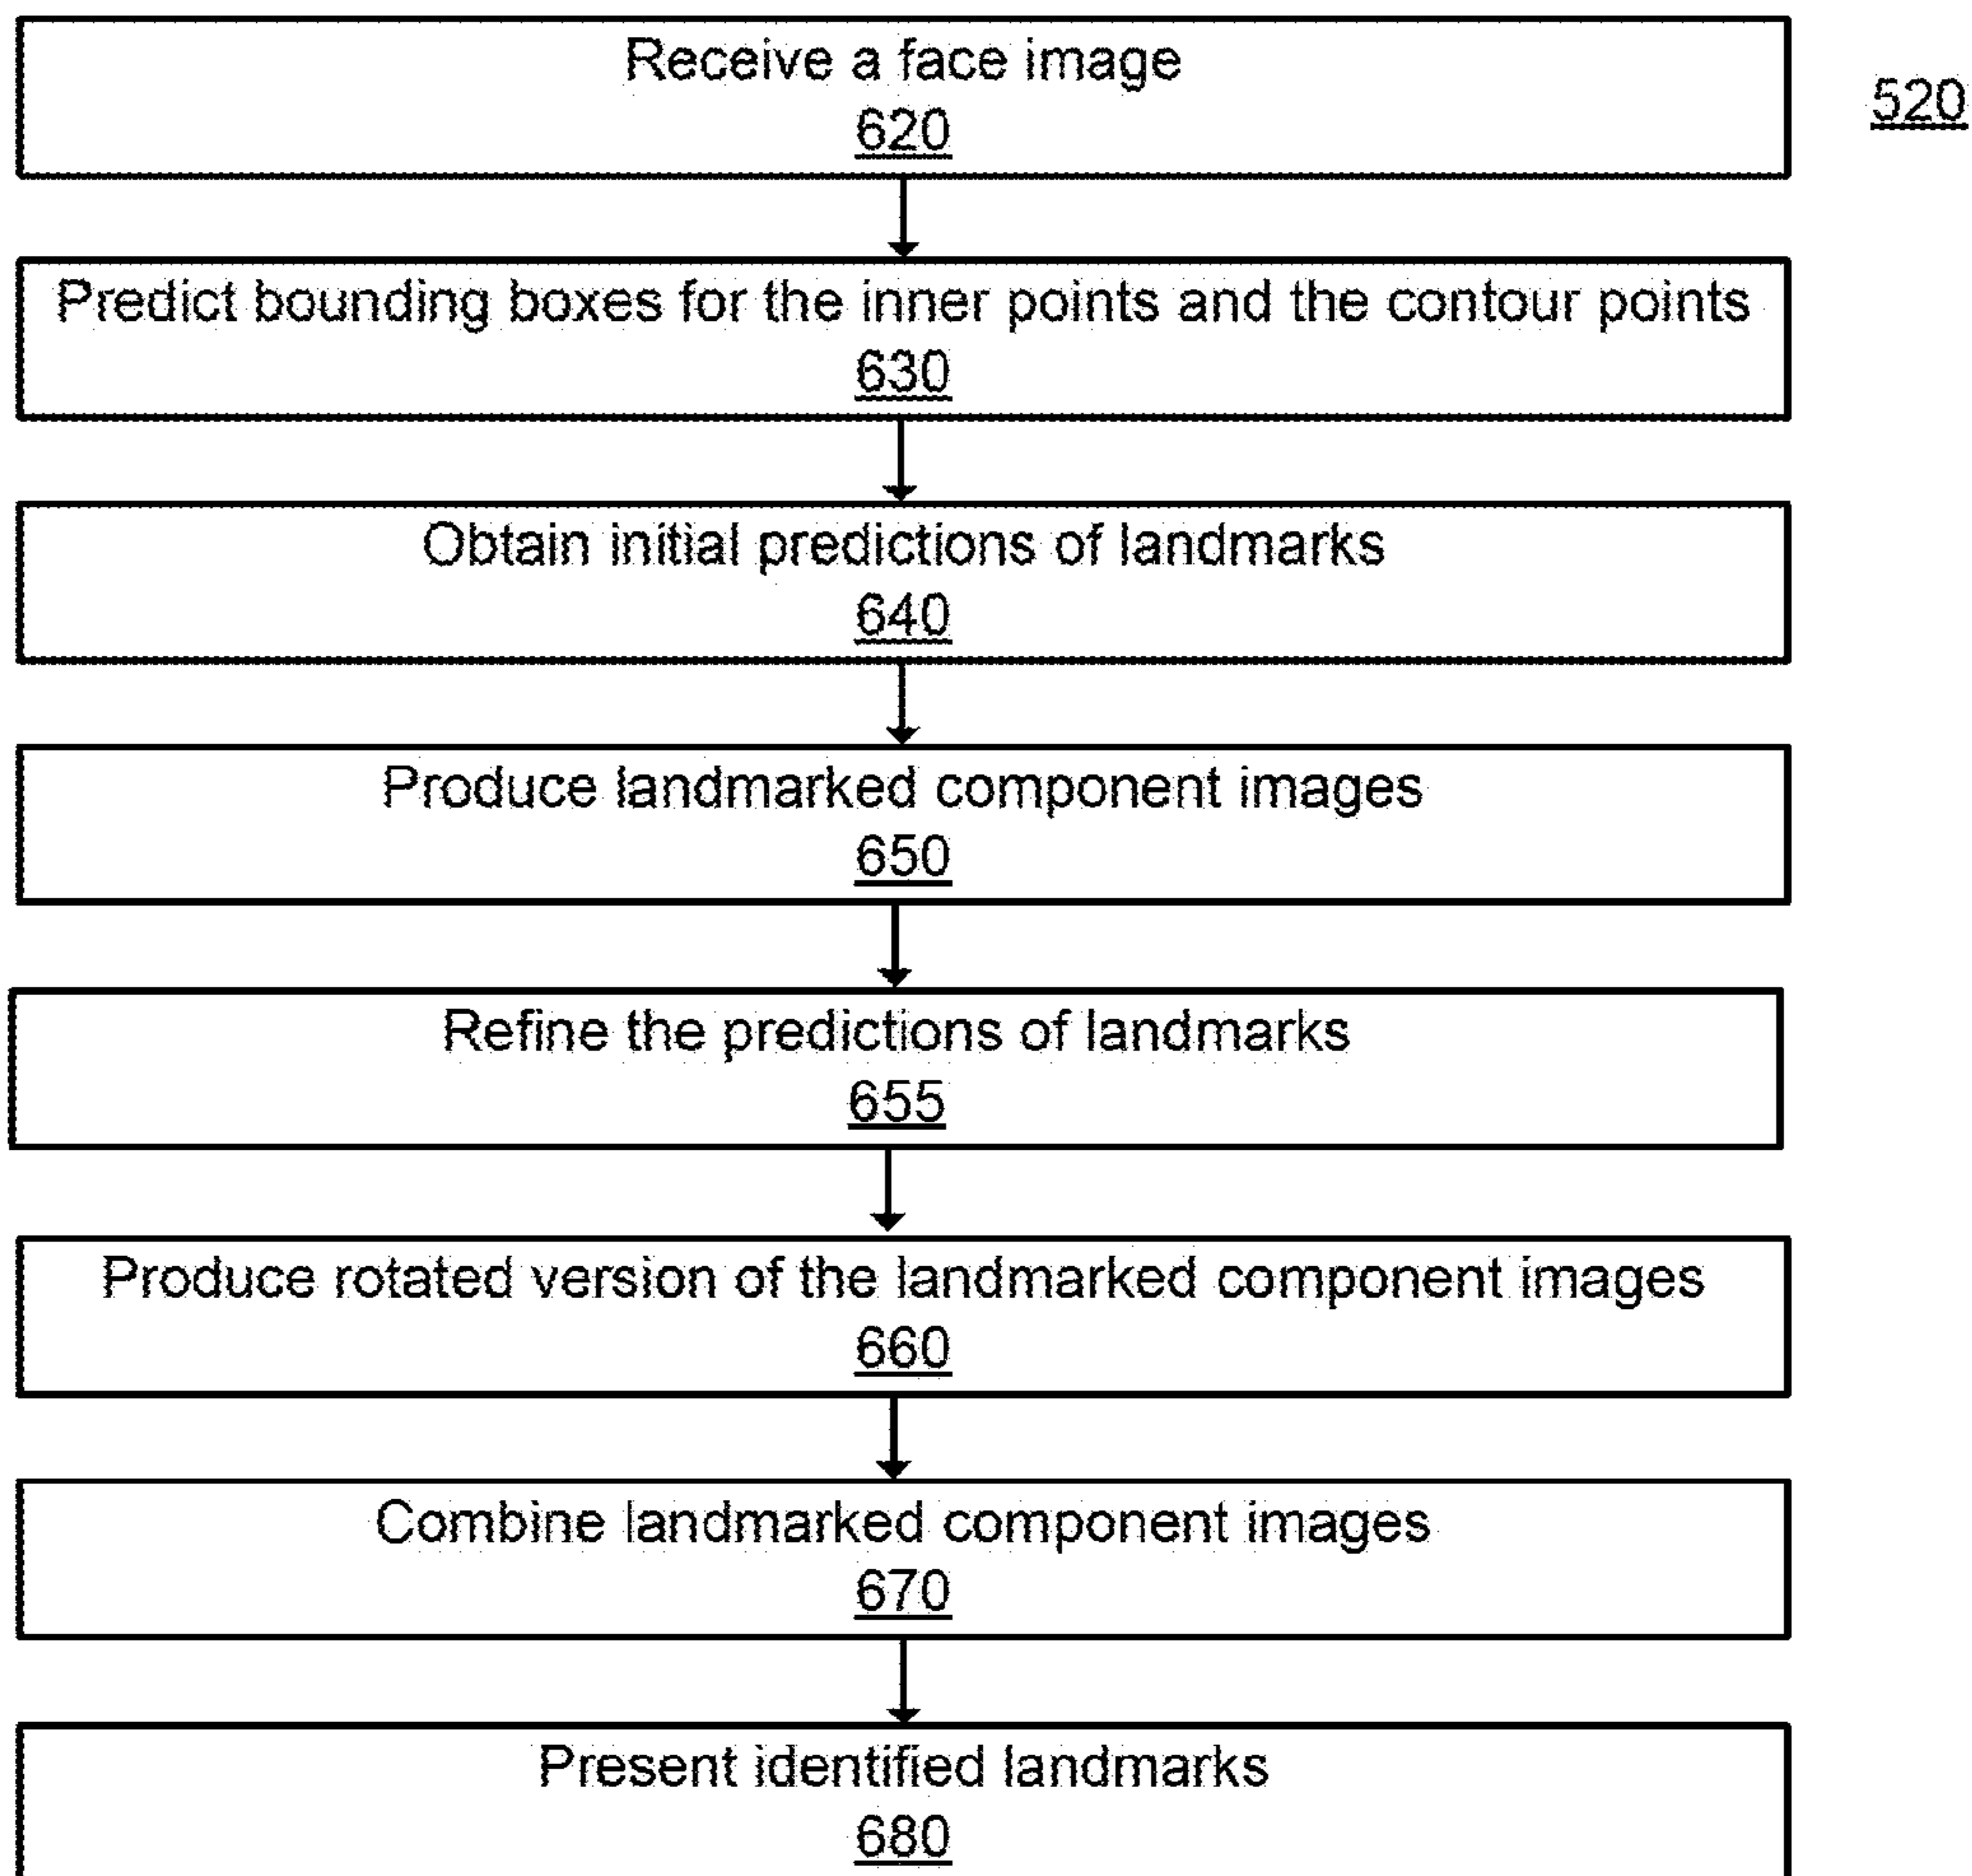 Receive a face image
620
520
Predict bounding boxes for the inner points and the contour points
630
Obtain initial predictions of landmarks
640
Produce landmarked component images
650
Refine the predictions of landmarks
655
Produce rotated version of the landmarked component images
660
Combine landmarked component images
670
Present identified landmarks
680